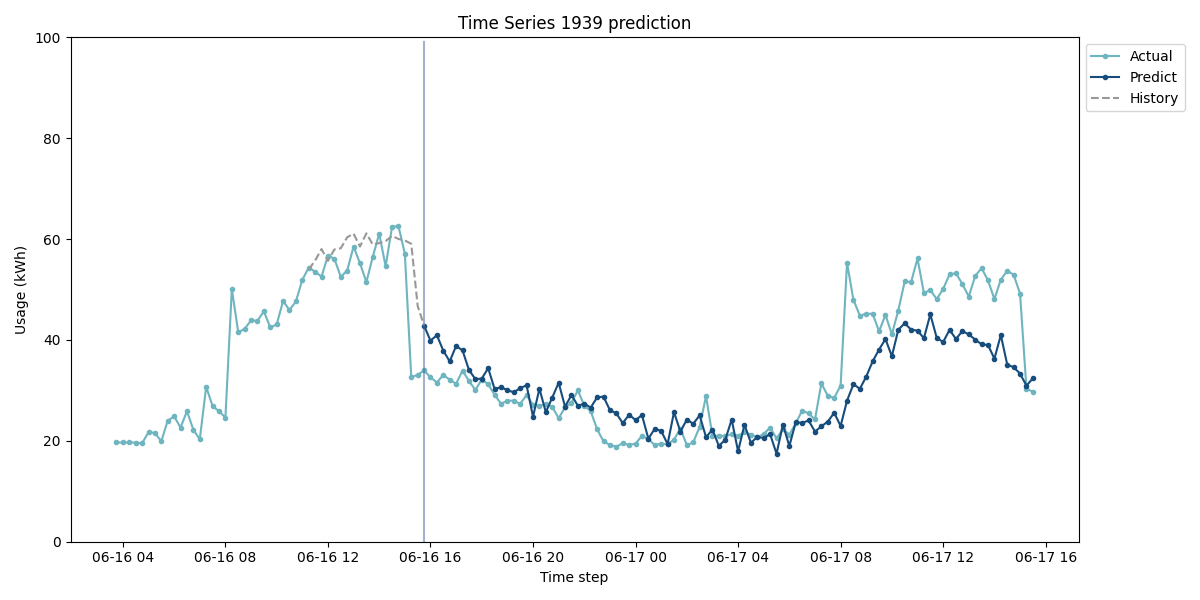 Time Series 1939 prediction
Usage (kWh)
100
80
60
40
20
0
06-16 04
06-16 08
06-16 12
06-16 16
06-16 20
06-17 00
06-17 04
06-17 08
06-17 12
06-17 16
Time step
Actual
Predict
History